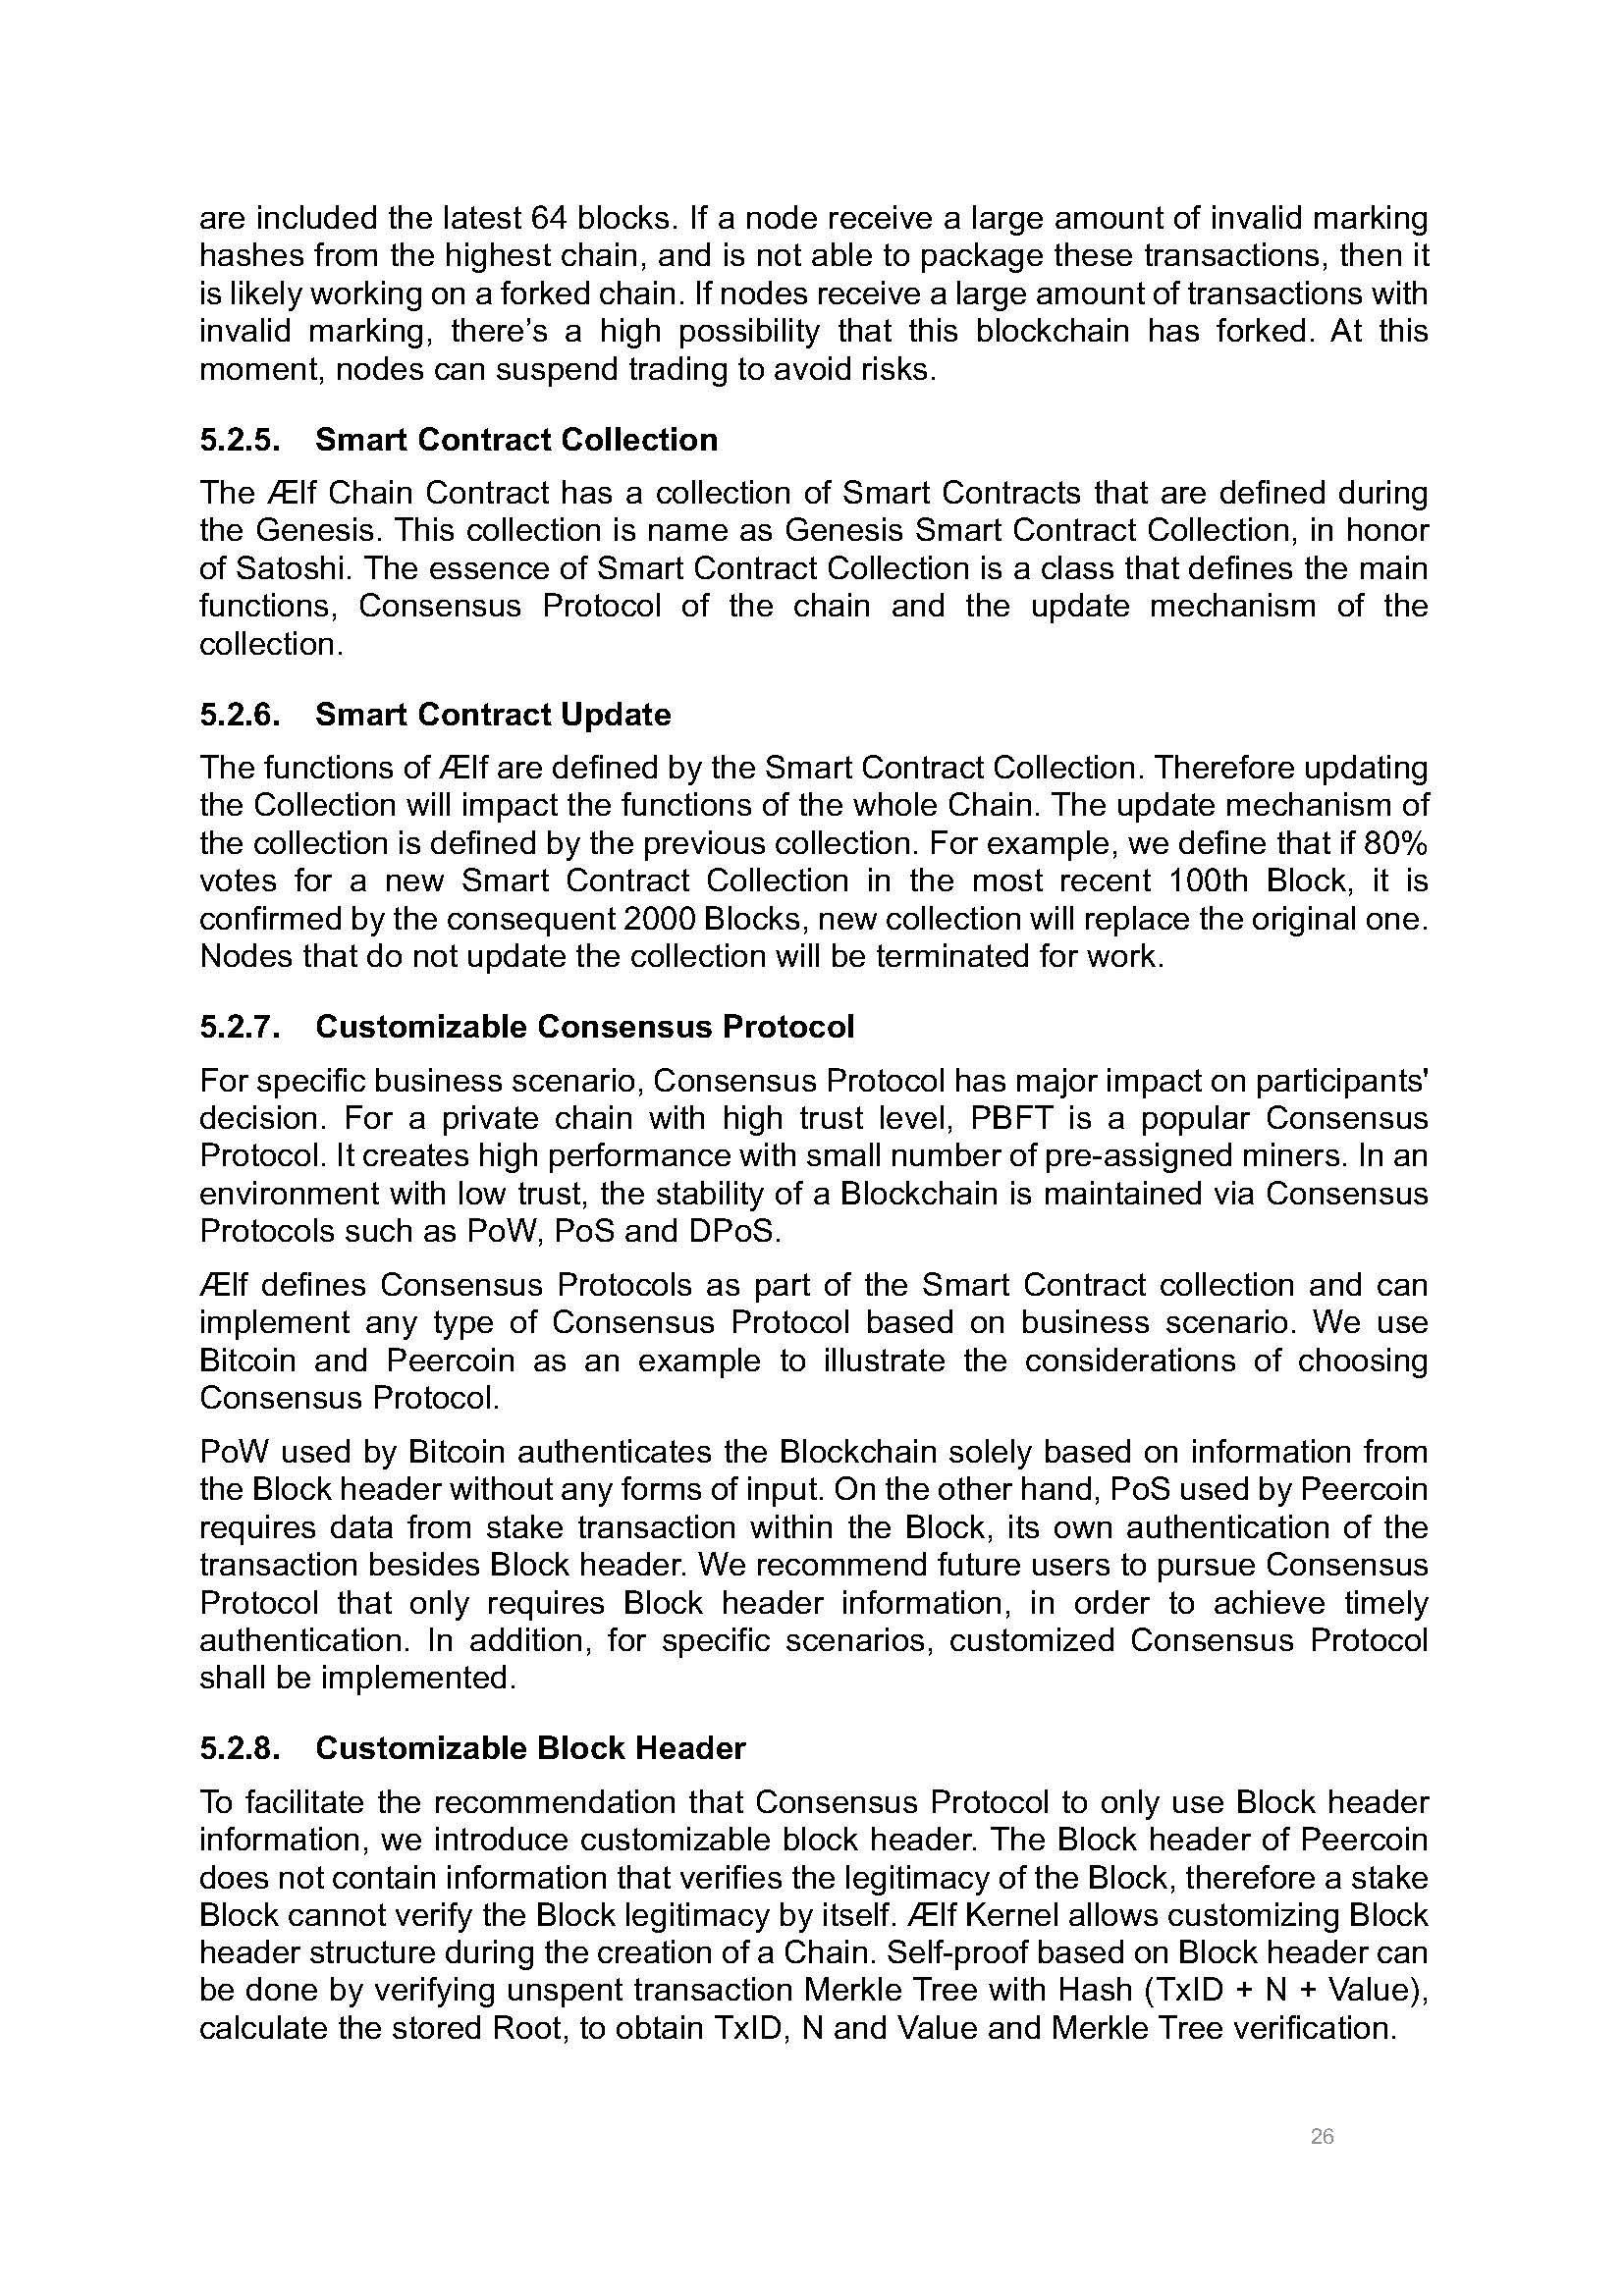 are included the latest 64 blocks. If a node receive a large amount of invalid marking
hashes from the highest chain, and is not able to package these transactions, then it
is likely working on a forked chain. If nodes receive a large amount of transactions with
invalid marking, there’s a high possibility that this blockchain has forked. At this
moment, nodes can suspend trading to avoid risks.
5.2.5. Smart Contract Collection
The Ælf Chain Contract has a collection of Smart Contracts that are defined during
the Genesis. This collection is name as Genesis Smart Contract Collection, in honor
of Satoshi. The essence of Smart Contract Collection is a class that defines the main
functions, Consensus Protocol of the chain and the update mechanism of the
collection.
5.2.6. Smart Contract Update
The functions of Ælf are defined by the Smart Contract Collection. Therefore updating
the Collection will impact the functions of the whole Chain. The update mechanism of
the collection is defined by the previous collection. For example, we define that if 80%
votes for a new Smart Contract Collection in the most recent 100th Block, it is
confirmed by the consequent 2000 Blocks, new collection will replace the original one.
Nodes that do not update the collection will be terminated for work.
5.2.7. Customizable Consensus Protocol
For specific business scenario, Consensus Protocol has major impact on participants'
decision. For a private chain with high trust level, PBFT is a popular Consensus
Protocol. It creates high performance with small number of pre-assigned miners. In an
environment with low trust, the stability of a Blockchain is maintained via Consensus
Protocols such as PoW, PoS and DPoS.
Ælf defines Consensus Protocols as part of the Smart Contract collection and can
implement any type of Consensus Protocol based on business scenario. We use
Bitcoin and Peercoin as an example to illustrate the considerations of choosing
Consensus Protocol.
PoW used by Bitcoin authenticates the Blockchain solely based on information from
the Block header without any forms of input. On the other hand, PoS used by Peercoin
requires data from stake transaction within the Block, its own authentication of the
transaction besides Block header. We recommend future users to pursue Consensus
Protocol that only requires Block header information, in order to achieve timely
authentication. In addition, for specific scenarios, customized Consensus Protocol
shall be implemented.
5.2.8. Customizable Block Header
To facilitate the recommendation that Consensus Protocol to only use Block header
information, we introduce customizable block header. The Block header of Peercoin
does not contain information that verifies the legitimacy of the Block, therefore a stake
Block cannot verify the Block legitimacy by itself. Ælf Kernel allows customizing Block
header structure during the creation of a Chain. Self-proof based on Block header can
be done by verifying unspent transaction Merkle Tree with Hash (TxID + N + Value),
calculate the stored Root, to obtain TxID, N and Value and Merkle Tree verification.
26